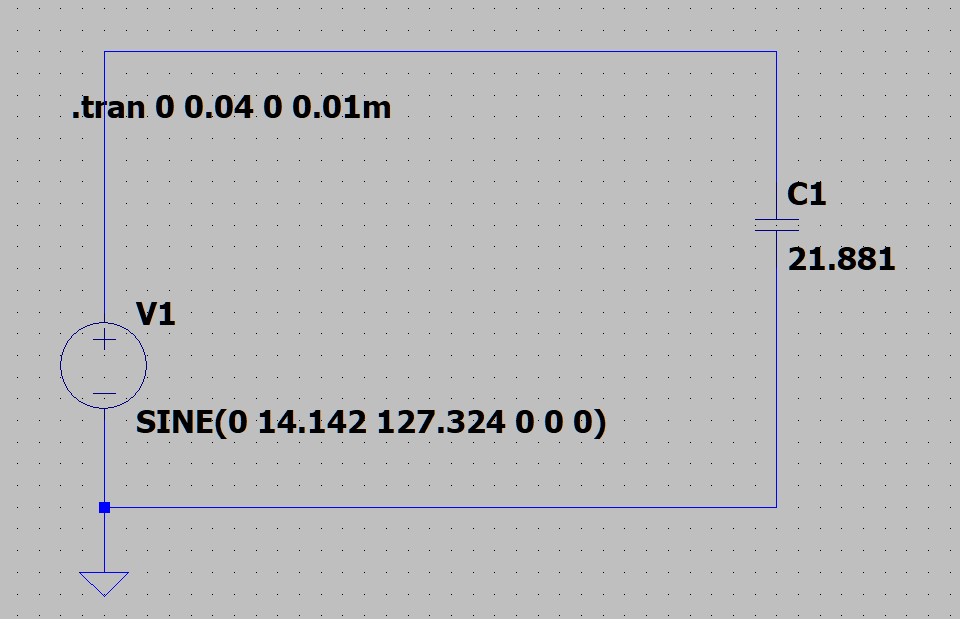 .tran 0 0.04 0 0.01m
C1
21.881
V1
SINE(0 14.142 127.324 0 0 0)